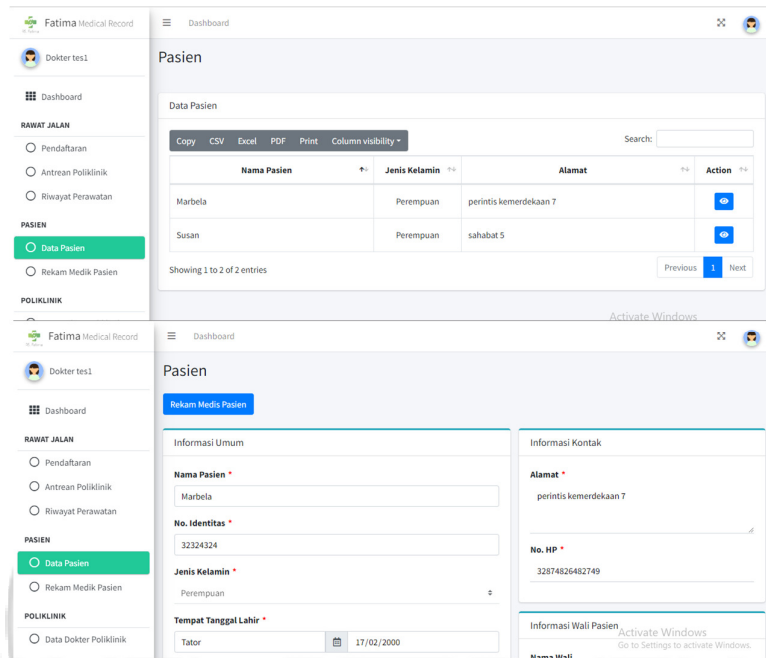 Fatima Medical Record
Dashboard
Dokter tes1
Pasien
Dashboard
Data Pasien
RAWAT JALAN
Copy CSV Excel PDF Print Column visibility
Search:
Pendaftaran
Nama Pasien Jenis Kelamin Alamat Action
Antrean Poliklinik
Riwayat Perawatan
Marbela Perempuan perintis kemerdekaan 7
PASIEN
Susan Perempuan sahabat 5
Data Pasien
Rekam Medik Pasien
Showing 1 to 2 of 2 entries
Previous 1 Next
POLIKLINIK
Activate Windows
Fatima Medical Record
Dashboard
Dokter tes1
Pasien
Rekam Medis Pasien
Dashboard
RAWAT JALAN
Informasi Umum
Informasi Kontak
Pendaftaran
Nama Pasien *
Alamat *
Antrean Poliklinik
Marbela
perintis kemerdekaan 7
Riwayat Perawatan
No. Identitas *
PASIEN
32324324
No. HP *
Data Pasien
Jenis Kelamin *
32874826482749
Rekam Medik Pasien
Perempuan
POLIKLINIK
Tempat Tanggal Lahir *
Informasi Wali Pasien
Activate Windows
Data Dokter Poliklinik
Tator 17/02/2000
Go to Settings to activate Windows.
Nama Wali